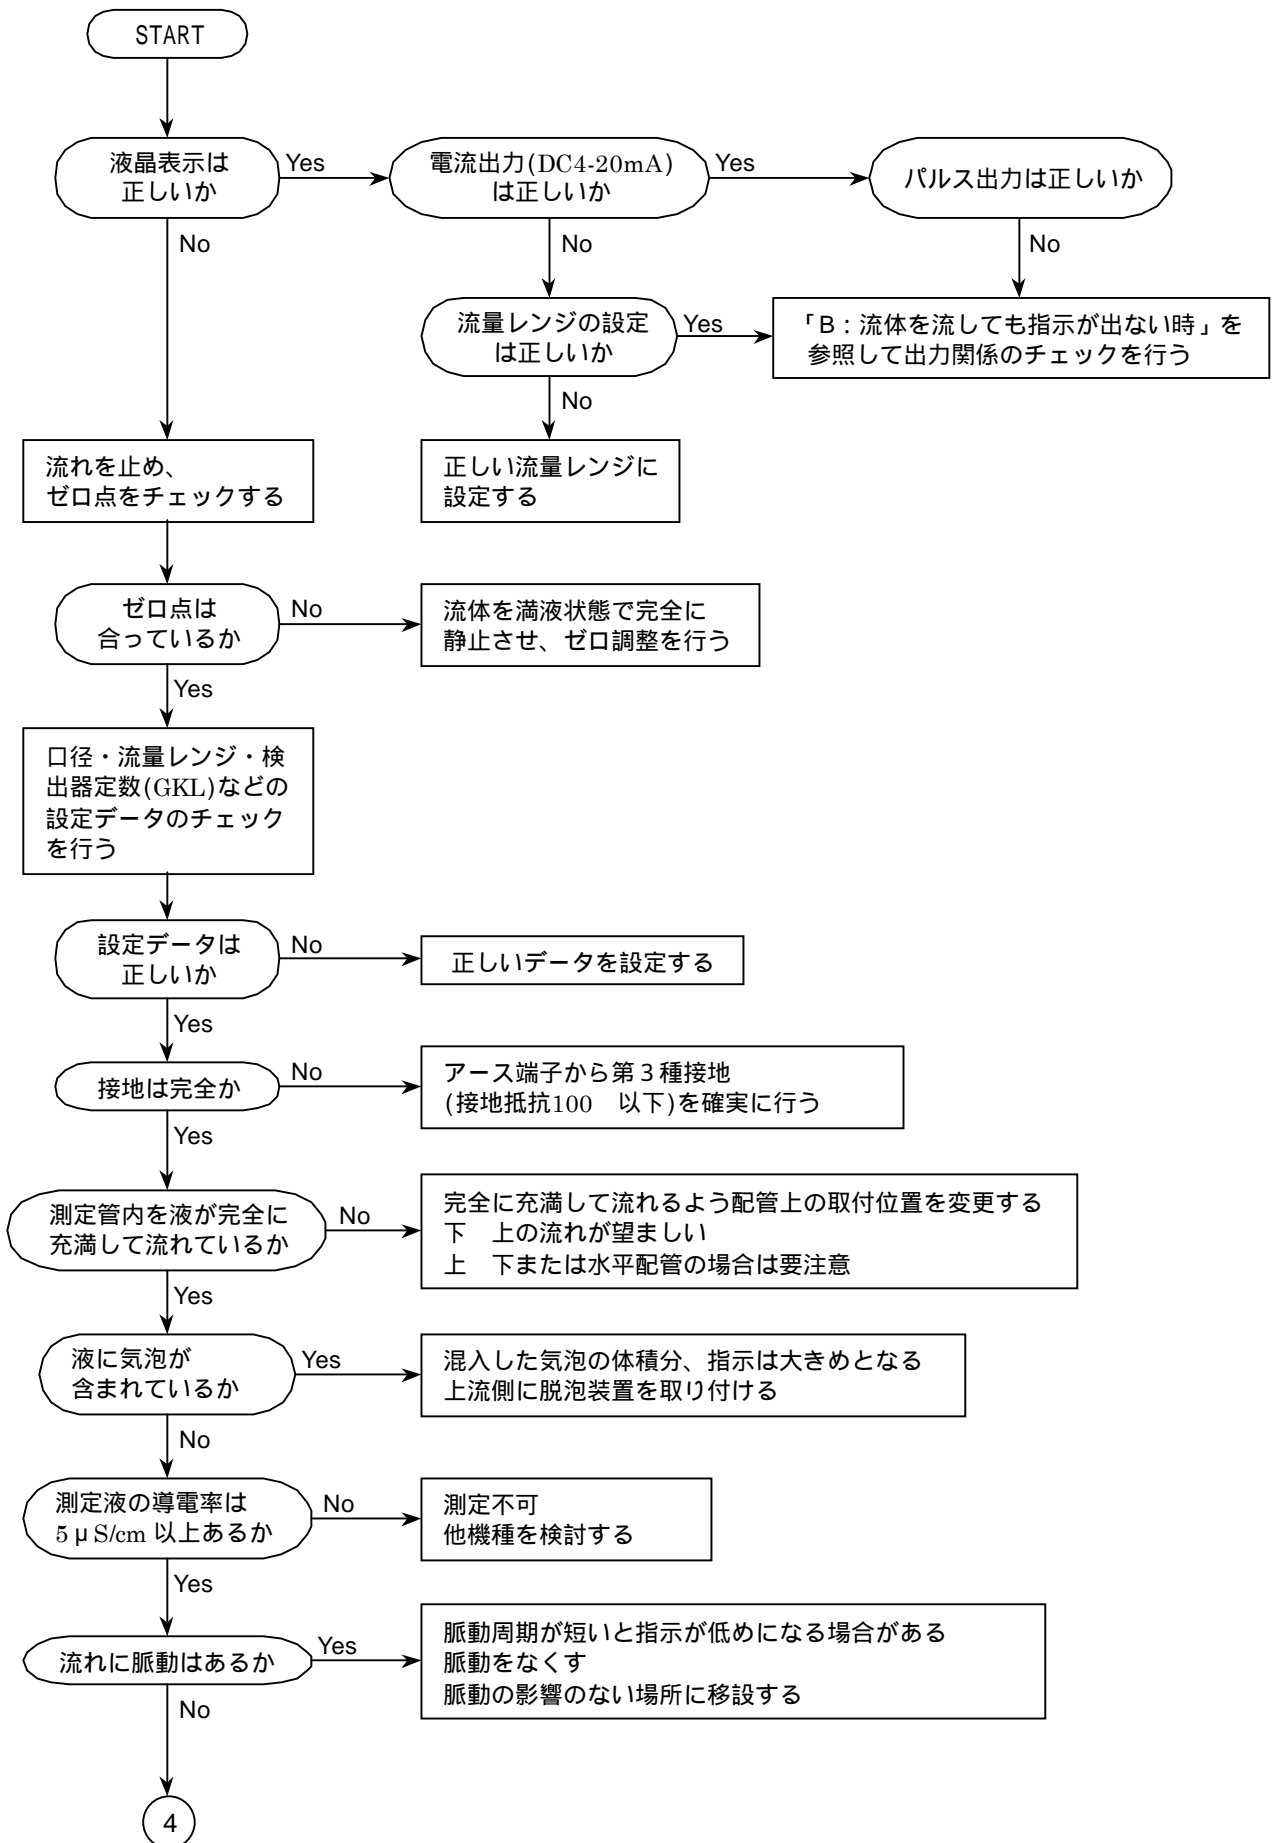 START
液晶表示は
正しいか
Yes
電流出力(DC4-20mA)
は正しいか
Yes
パルス出力は正しいか
No
No
No
流量レンジの設定
は正しいか
Yes
「B：流体を流しても指示が出ない時」を
参照して出力関係のチェックを行う
No
流れを止め、
ゼロ点をチェックする
正しい流量レンジに
設定する
ゼロ点は
合っているか
No
流体を満液状態で完全に
静止させ、ゼロ調整を行う
Yes
口径・流量レンジ・検
出器定数(GKL)などの
設定データのチェック
を行う
設定データは
正しいか
No
正しいデータを設定する
Yes
接地は完全か
No
アース端子から第３種接地
(接地抵抗100　以下)を確実に行う
Yes
測定管内を液が完全に
充満して流れているか
No
完全に充満して流れるよう配管上の取付位置を変更する
下　上の流れが望ましい
上　下または水平配管の場合は要注意
Yes
液に気泡が
含まれているか
Yes
混入した気泡の体積分、指示は大きめとなる
上流側に脱泡装置を取り付ける
No
測定液の導電率は
5μS/cm 以上あるか
No
測定不可
他機種を検討する
Yes
流れに脈動はあるか
Yes
脈動周期が短いと指示が低めになる場合がある
脈動をなくす
脈動の影響のない場所に移設する
No
4